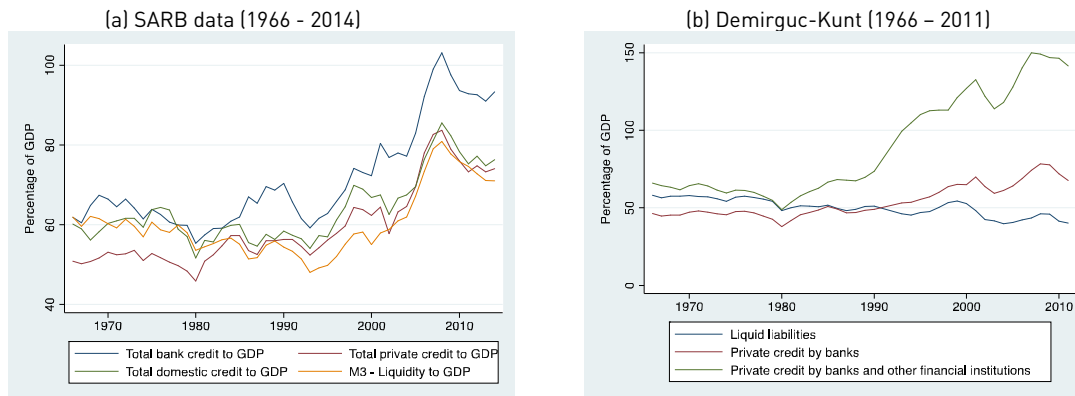 (a) SARB data (1966 - 2014)
Percentage of GDP
100
80
60
40
1970
1980
1990
2000
2010
Total bank credit to GDP
Total private credit to GDP
Total domestic credit to GDP
M3 - Liquidity to GDP
(b) Demirguc-Kunt (1966 – 2011)
Percentage of GDP
150
100
50
0
1970
1980
1990
2000
2010
Liquid liabilities
Private credit by banks
Private credit by banks and other financial institutions